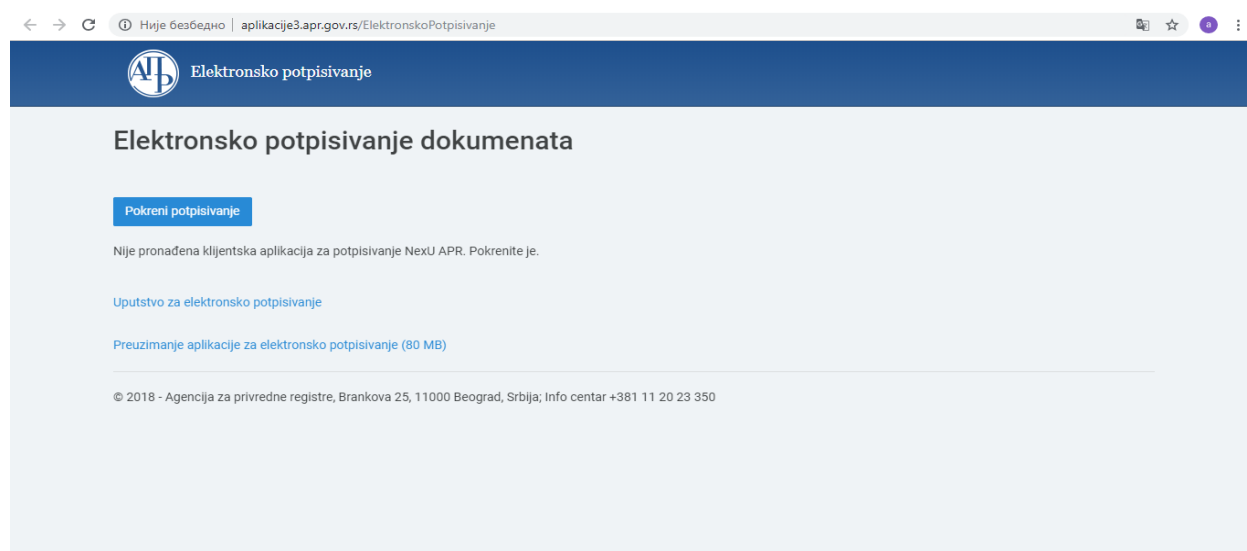 Није безбедно | aplikacije3.apr.gov.rs/ElektronskoPotpisivanje
a
АПР
Elektronsko potpisivanje
Elektronsko potpisivanje dokumenata
Pokreni potpisivanje
Nije pronađena klijentska aplikacija za potpisivanje NexU APR. Pokrenite je.
Uputstvo za elektronsko potpisivanje
Preuzimanje aplikacije za elektronsko potpisivanje (80 MB)
© 2018 - Agencija za privredne registre, Brankova 25, 11000 Beograd, Srbija; Info centar +381 11 20 23 350